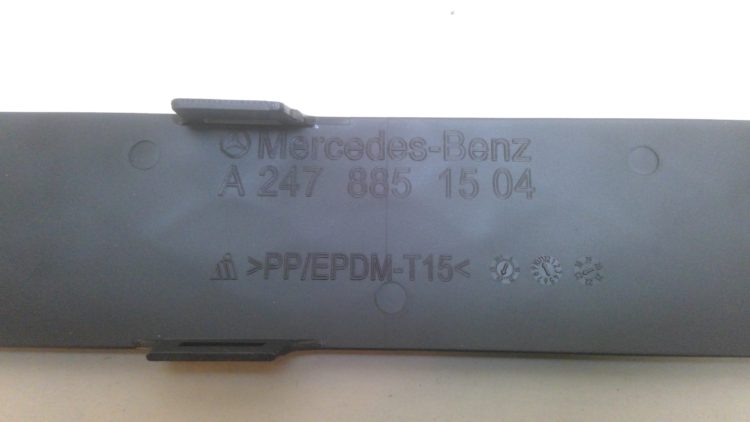 Mercedes-Benz
A 247 885 15 04
>PP/EPDM-T15<